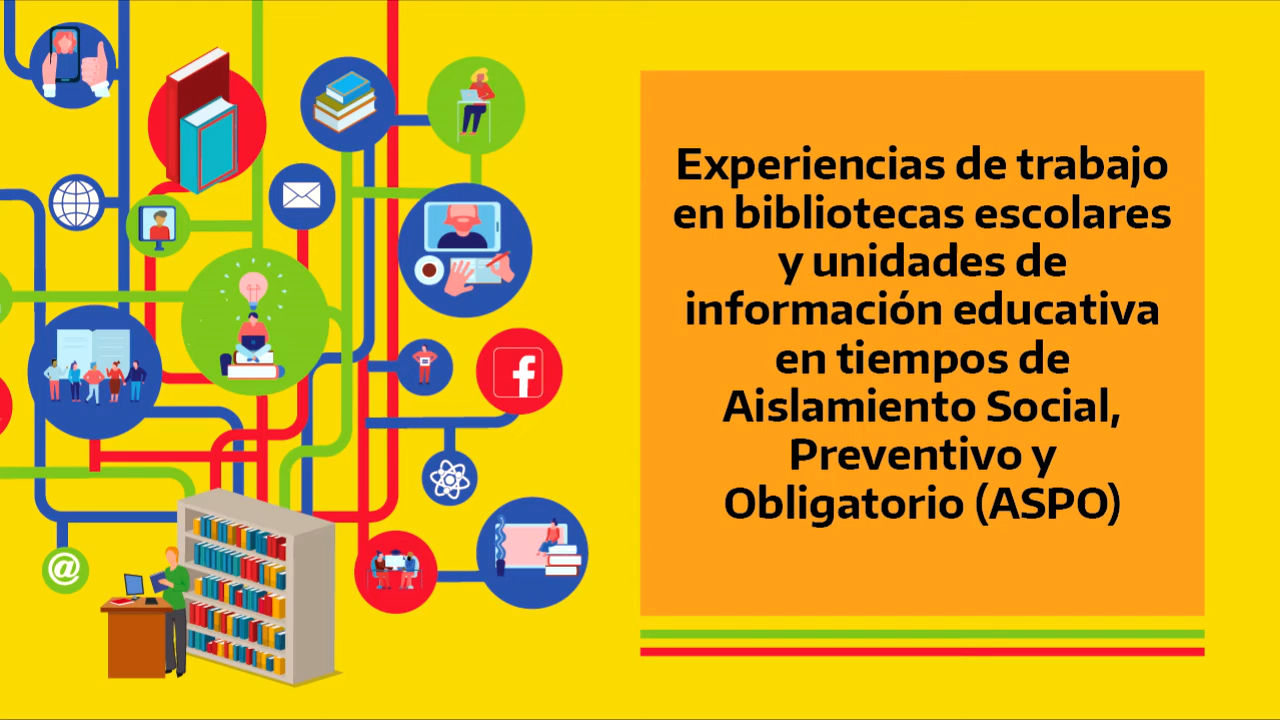 Experiencias de trabajo
en bibliotecas escolares
y unidades de
información educativa
en tiempos de
Aislamiento Social,
Preventivo y
Obligatorio (ASPO)
f
@